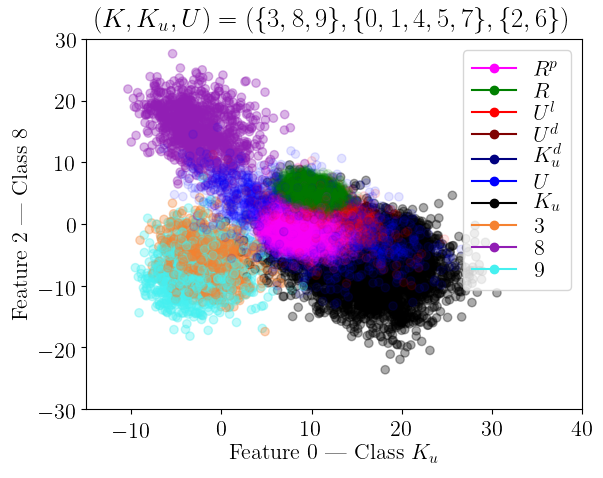 (K, K_u, U) = ({3, 8, 9}, {0, 1, 4, 5, 7}, {2, 6})
30
20
10
0
−10
−20
−30
−10
0
10
20
30
40
Feature 2 — Class 8
Feature 0 — Class K_u
R^p
R
U^l
U^d
K_u^d
U
K_u
3
8
9